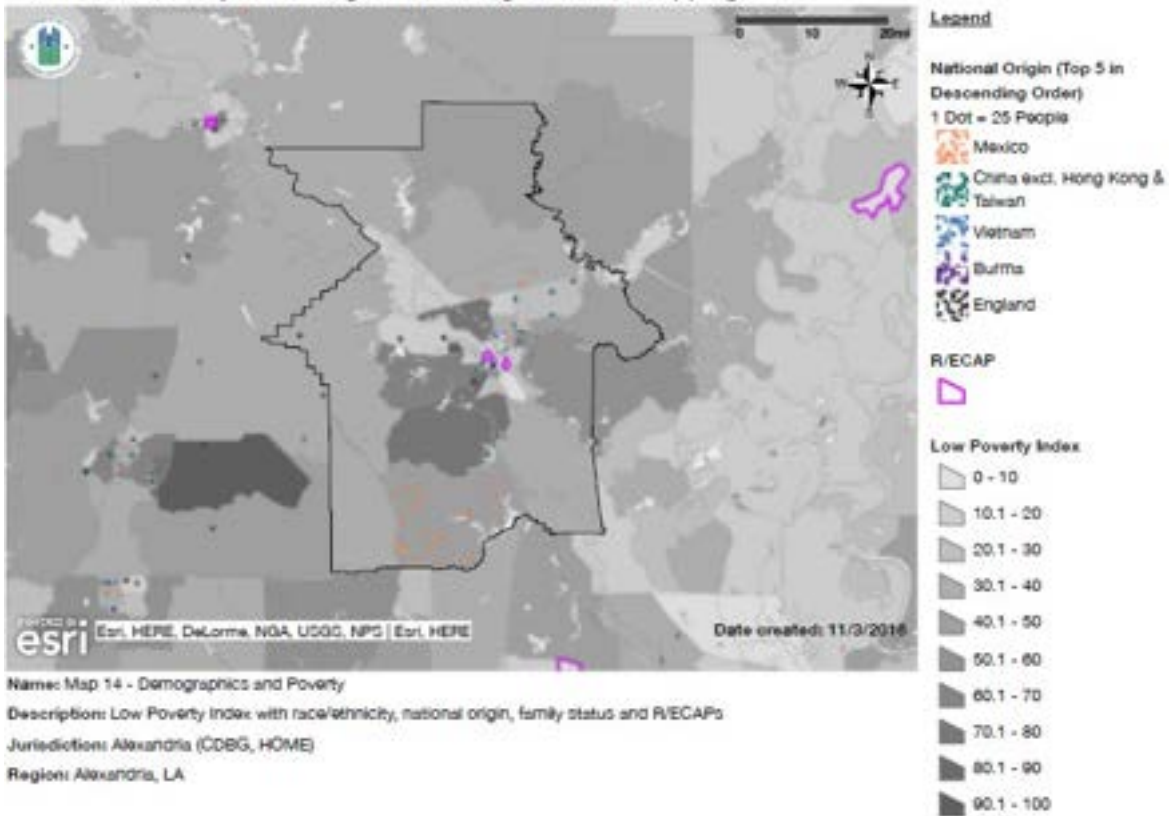 0 10 20mi
N
W E
S
Legend
National Origin (Top 5 in
Descending Order)
1 Dot = 25 People
Mexico
China excl. Hong Kong &
Taiwan
Vietnam
Burma
England
R/ECAP
Low Poverty Index
0 - 10
10.1 - 20
20.1 - 30
30.1 - 40
40.1 - 50
50.1 - 60
60.1 - 70
70.1 - 80
80.1 - 90
90.1 - 100
POWERED BY
esri
Esri, HERE, DeLorme, NGA, USGS, NPS | Esri, HERE
Date created: 11/3/2016
Name: Map 14 - Demographics and Poverty
Description: Low Poverty Index with race/ethnicity, national origin, family status and R/ECAPs
Jurisdiction: Alexandria (CDBG, HOME)
Region: Alexandria, LA